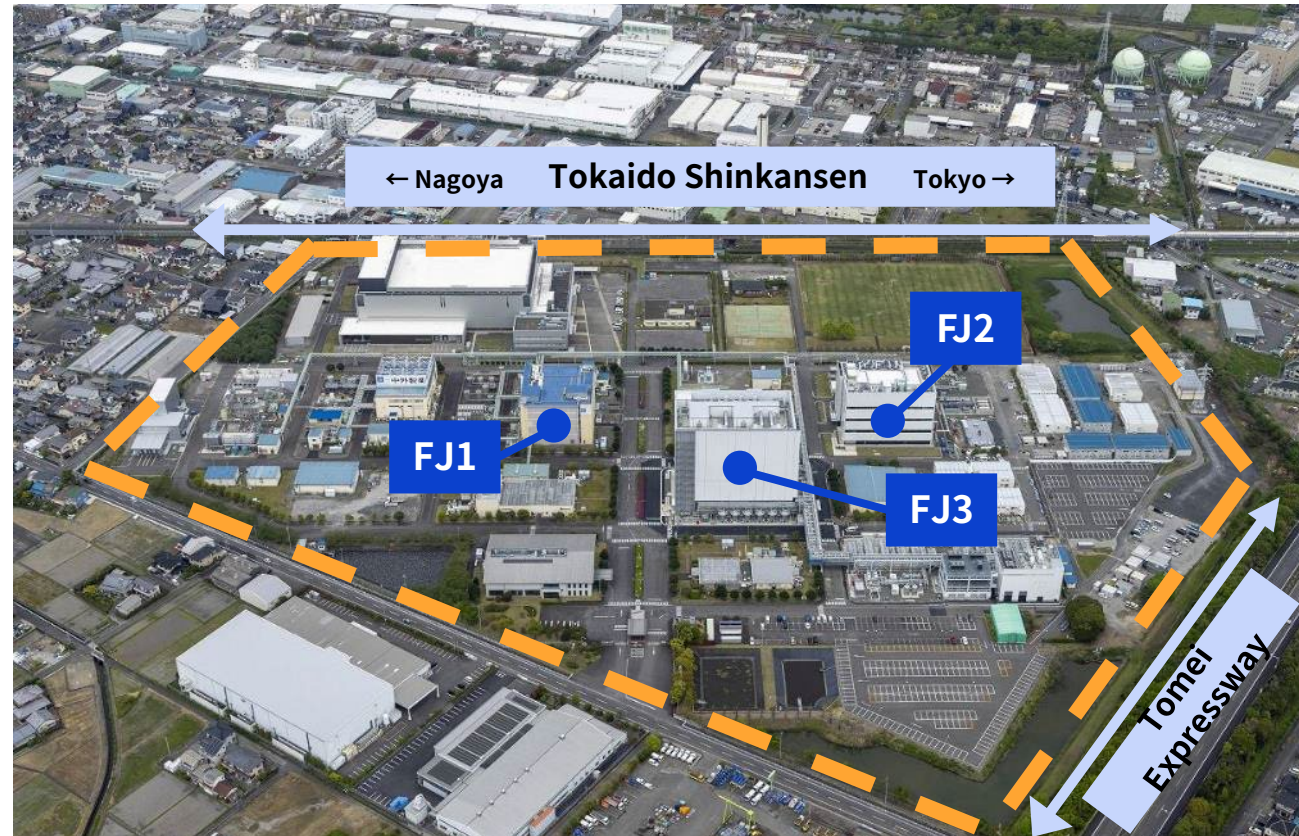 ← Nagoya Tokaido Shinkansen Tokyo →
FJ2
FJ1
FJ3
Tomei
Expressway